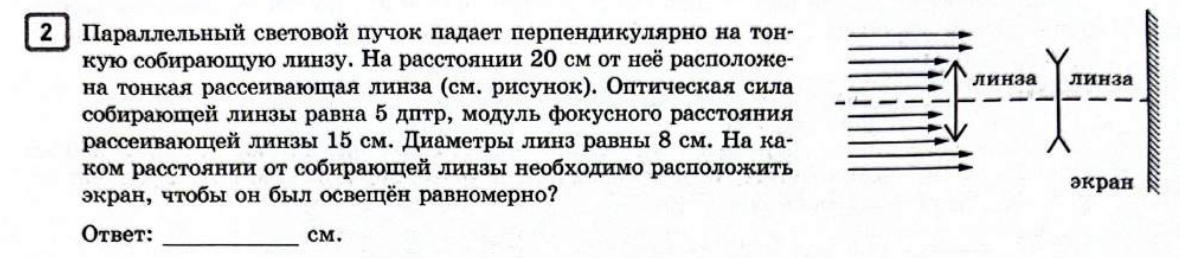 2 Параллельный световой пучок падает перпендикулярно на тон-
кую собирающую линзу. На расстоянии 20 см от неё расположе-
на тонкая рассеивающая линза (см. рисунок). Оптическая сила
собирающей линзы равна 5 дптр, модуль фокусного расстояния
рассеивающей линзы 15 см. Диаметры линз равны 8 см. На ка-
ком расстоянии от собирающей линзы необходимо расположить
экран, чтобы он был освещён равномерно?
Ответ: ____________ см.
линза линза
экран